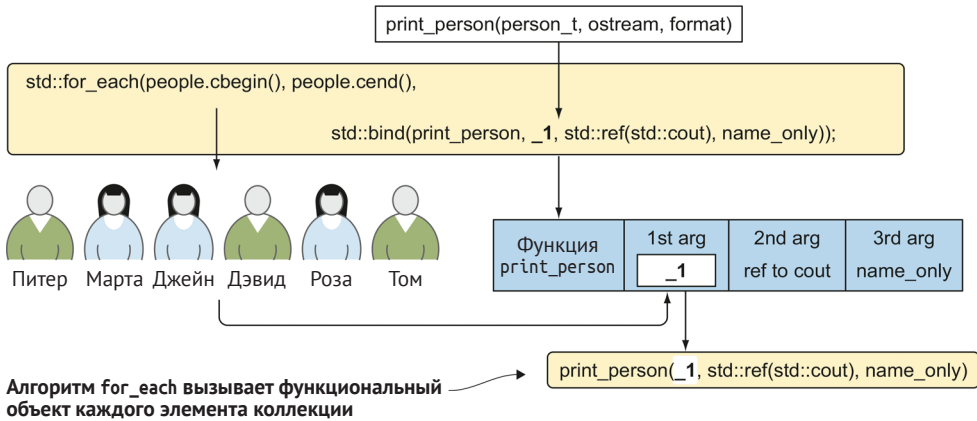 print_person(person_t, ostream, format)
std::for_each(people.cbegin(), people.cend(),
std::bind(print_person, _1, std::ref(std::cout), name_only));
Питер Марта Джейн Дэвид Роза Том
Функция
print_person
1st arg
_1
2nd arg
ref to cout
3rd arg
name_only
print_person(_1, std::ref(std::cout), name_only)
Алгоритм for_each вызывает функциональный
объект каждого элемента коллекции